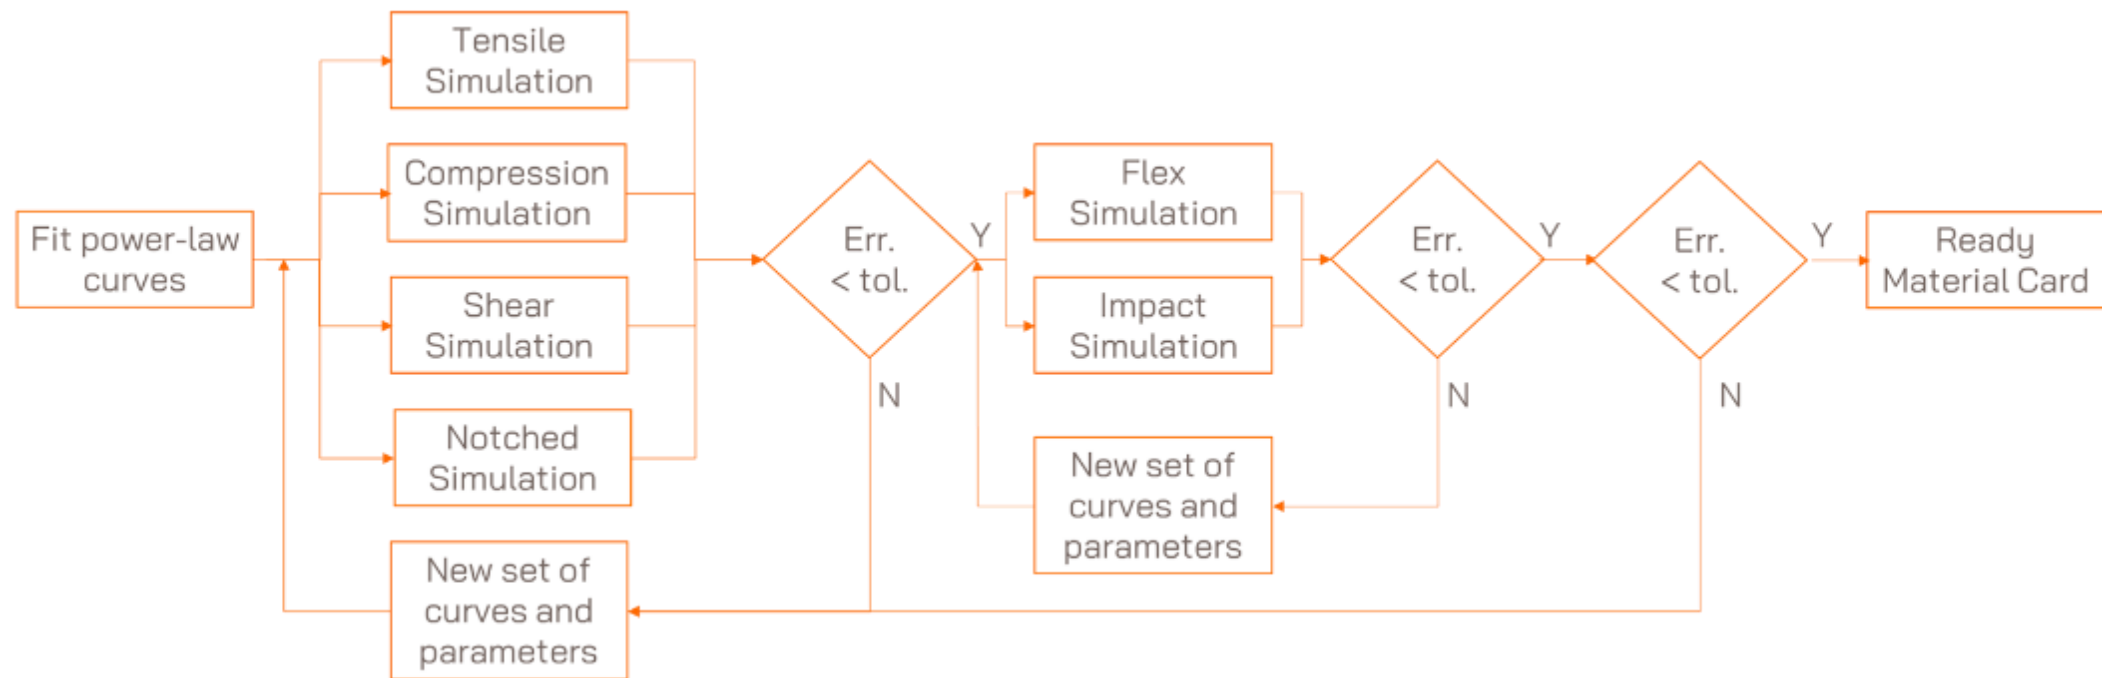 Fit power-law
curves
Tensile
Simulation
Compression
Simulation
Shear
Simulation
Notched
Simulation
New set of
curves and
parameters
Err.
< tol.
Y
N
Flex
Simulation
Impact
Simulation
New set of
curves and
parameters
Err.
< tol.
Y
N
Err.
< tol.
Y
N
Ready
Material Card